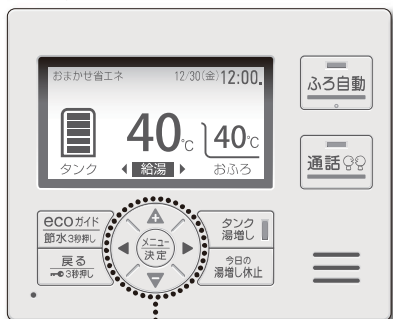 おまかせ省エネ 12/30(金)12:00
40℃ 40℃
タンク ◀ 給湯 ▶ おふろ
ふろ自動
通話
ecoガイド
節水3秒押し
戻る
3秒押し
メニュー
決定
タンク
湯増し
今日の
湯増し休止